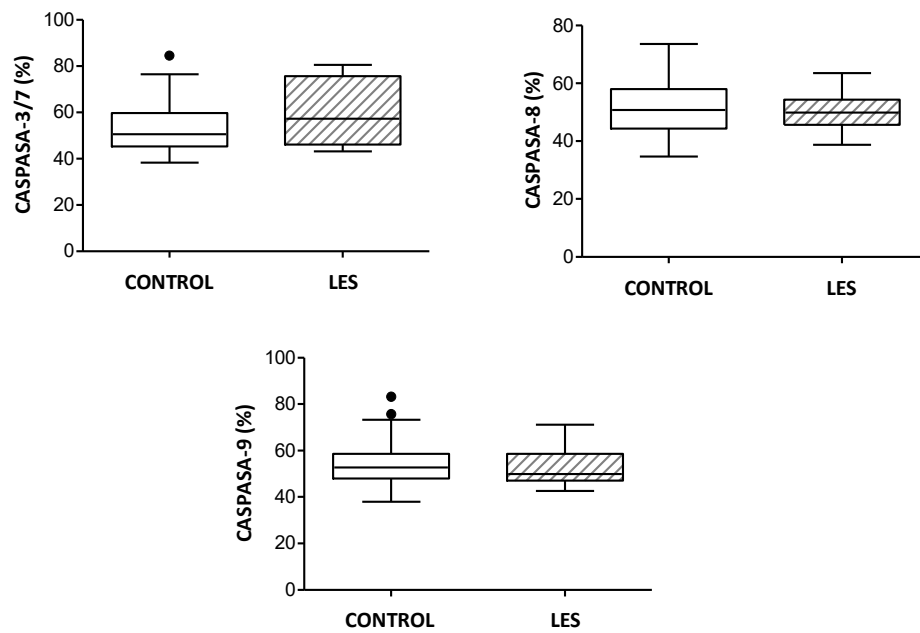 CASPASA-3/7 (%)
100
80
60
40
20
0
CONTROL
LES
CASPASA-8 (%)
80
60
40
20
0
CONTROL
LES
CASPASA-9 (%)
100
80
60
40
20
0
CONTROL
LES